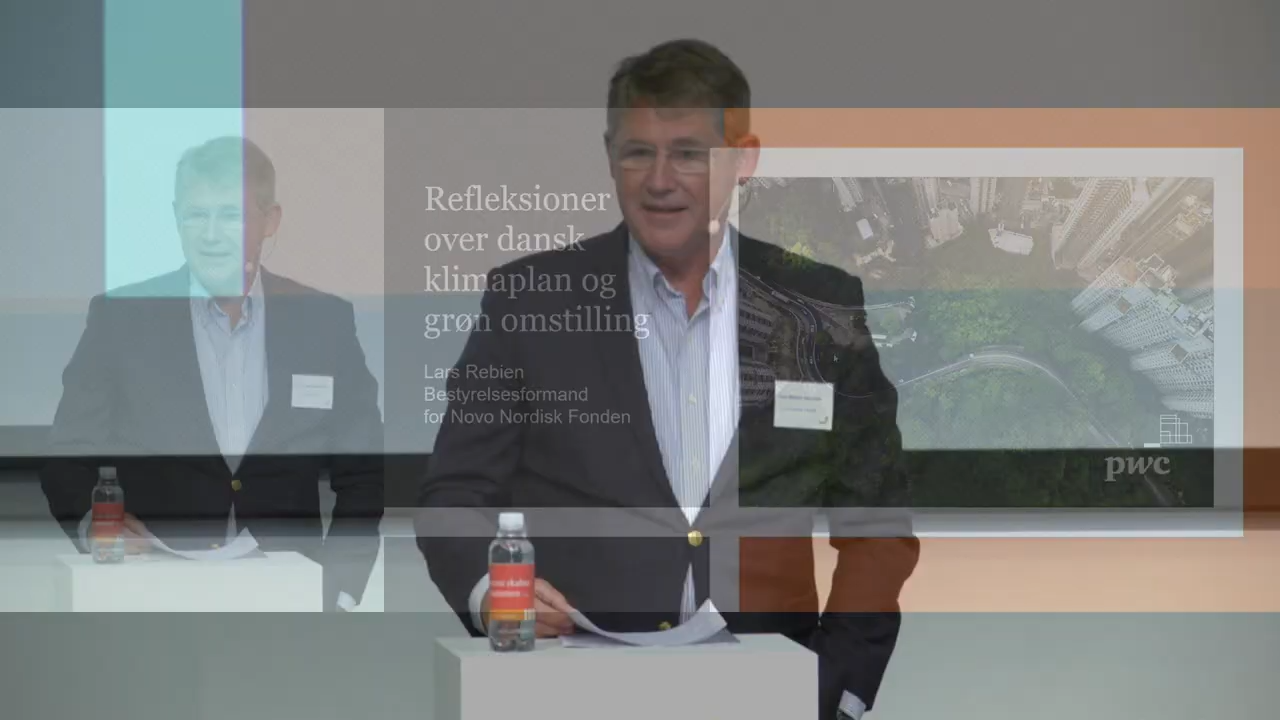 Refleksioner
over dansk
klimaplan og
grøn omstilling
Lars Rebien
Bestyrelsesformand
for Novo Nordisk Fonden
pwc